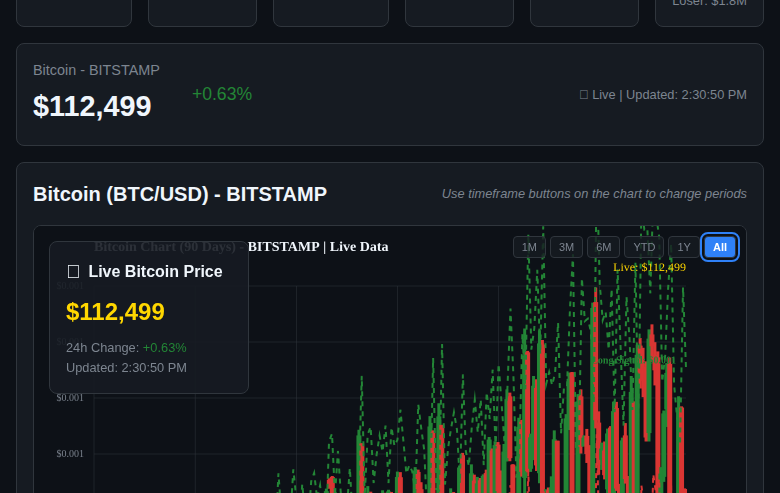 Loser: $1.8M
Bitcoin - BITSTAMP
$112,499
+0.63%
Live | Updated: 2:30:50 PM
Bitcoin (BTC/USD) - BITSTAMP
Use timeframe buttons on the chart to change periods
Bitcoin Chart (90 Days) - BITSTAMP | Live Data
1M 3M 6M YTD 1Y All
Live: $112,499
Live Bitcoin Price
$112,499
24h Change: +0.63%
Updated: 2:30:50 PM
$0.001
$0.001